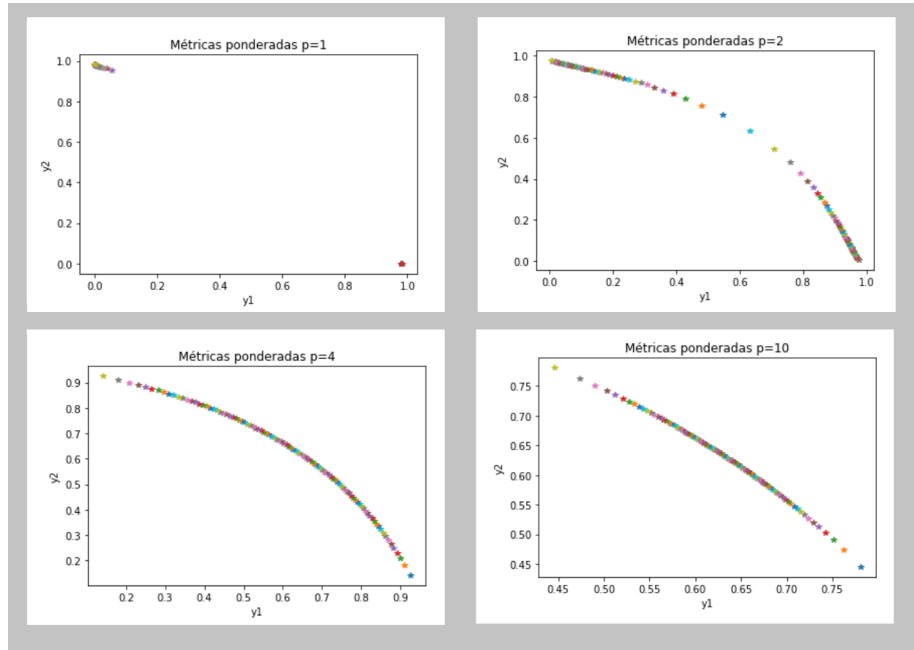 Métricas ponderadas p=1
y2
1.0
0.8
0.6
0.4
0.2
0.0
0.0 0.2 0.4 0.6 0.8 1.0
y1
Métricas ponderadas p=2
y2
1.0
0.8
0.6
0.4
0.2
0.0
0.0 0.2 0.4 0.6 0.8 1.0
y1
Métricas ponderadas p=4
y2
0.9
0.8
0.7
0.6
0.5
0.4
0.3
0.2
0.2 0.3 0.4 0.5 0.6 0.7 0.8 0.9
y1
Métricas ponderadas p=10
y2
0.75
0.70
0.65
0.60
0.55
0.50
0.45
0.45 0.50 0.55 0.60 0.65 0.70 0.75
y1